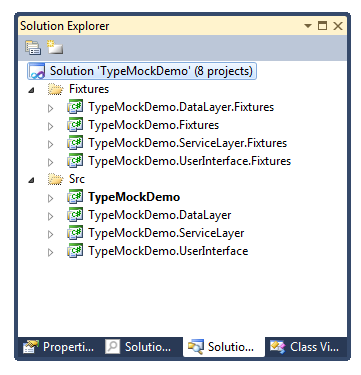 Solution Explorer
Solution 'TypeMockDemo' (8 projects)
Fixtures
TypeMockDemo.DataLayer.Fixtures
TypeMockDemo.Fixtures
TypeMockDemo.ServiceLayer.Fixtures
TypeMockDemo.UserInterface.Fixtures
Src
TypeMockDemo
TypeMockDemo.DataLayer
TypeMockDemo.ServiceLayer
TypeMockDemo.UserInterface
Properti... Solutio... Solutio... Class Vi...